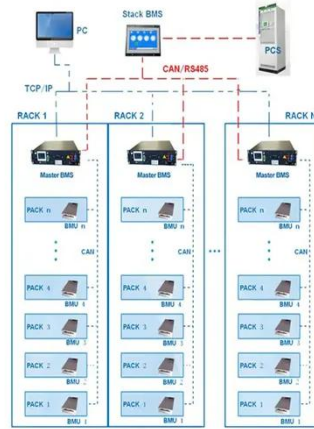 PC
Stack BMS
PCS
CAN/RS485
TCP/IP
RACK 1
RACK 2
RACK N
Master BMS
Master BMS
Master BMS
PACK n
BMU n
PACK n
BMU n
PACK n
BMU n
CAN
CAN
CAN
PACK 4
BMU 4
PACK 4
BMU 4
PACK 4
BMU 4
PACK 3
BMU 3
PACK 3
BMU 3
PACK 3
BMU 3
PACK 2
BMU 2
PACK 2
BMU 2
PACK 2
BMU 2
PACK 1
BMU 1
PACK 1
BMU 1
PACK 1
BMU 1